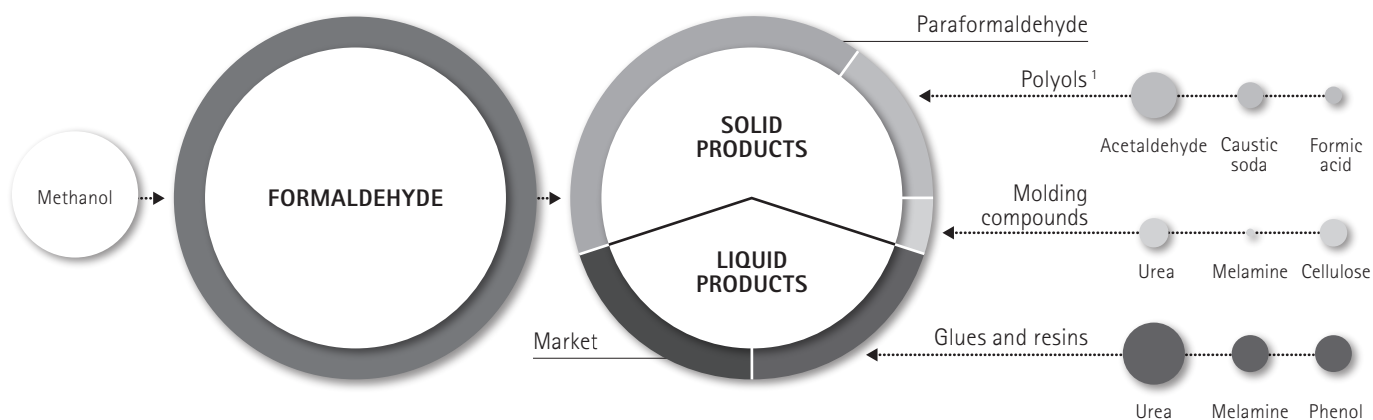 Methanol
FORMALDEHYDE
SOLID
PRODUCTS
LIQUID
PRODUCTS
Paraformaldehyde
Polyols 1
Acetaldehyde
Caustic
soda
Formic
acid
Molding
compounds
Urea
Melamine
Cellulose
Market
Glues and resins
Urea
Melamine
Phenol